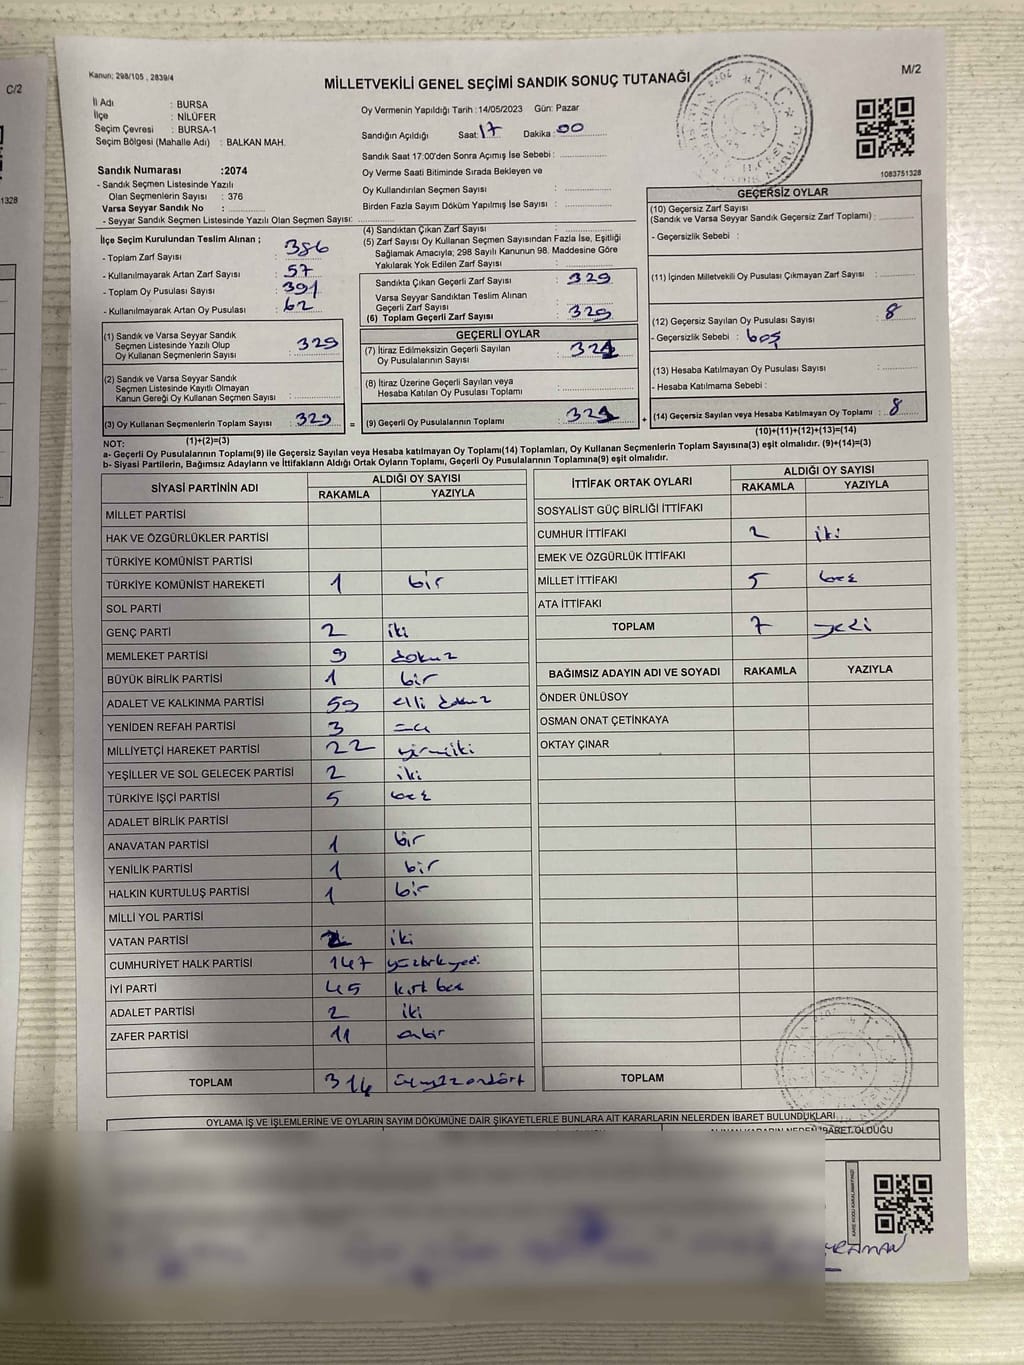 C/2
1328
Kanun; 298/105 , 2839/4
M/2
MİLLETVEKİLİ GENEL SEÇİMİ SANDIK SONUÇ TUTANAĞI
İl Adı : BURSA
İlçe : NİLÜFER
Seçim Çevresi : BURSA-1
Seçim Bölgesi (Mahalle Adı) : BALKAN MAH.
Oy Vermenin Yapıldığı Tarih : 14/05/2023 Gün: Pazar
Sandığın Açıldığı Saat: 17 Dakika : 00
Sandık Saat 17:00'den Sonra Açımış İse Sebebi :
Oy Verme Saati Bitiminde Sırada Bekleyen ve
Oy Kullandırılan Seçmen Sayısı :
Birden Fazla Sayım Döküm Yapılmış İse Sayısı :
1083751328
Sandık Numarası :2074
- Sandık Seçmen Listesinde Yazılı
Olan Seçmenlerin Sayısı : 376
Varsa Seyyar Sandık No :
- Seyyar Sandık Seçmen Listesinde Yazılı Olan Seçmen Sayısı:
İlçe Seçim Kurulundan Teslim Alınan ;
- Toplam Zarf Sayısı : 386
- Kullanılmayarak Artan Zarf Sayısı : 57
- Toplam Oy Pusulası Sayısı : 391
- Kullanılmayarak Artan Oy Pusulası : 62
(1) Sandık ve Varsa Seyyar Sandık
Seçmen Listesinde Yazılı Olup
Oy Kullanan Seçmenlerin Sayısı : 329
(2) Sandık ve Varsa Seyyar Sandık
Seçmen Listesinde Kayıtlı Olmayan
Kanun Gereği Oy Kullanan Seçmen Sayısı :
(3) Oy Kullanan Seçmenlerin Toplam Sayısı : 329
(1)+(2)=(3)
(4) Sandıktan Çıkan Zarf Sayısı :
(5) Zarf Sayısı Oy Kullanan Seçmen Sayısından Fazla İse, Eşitliği
Sağlamak Amacıyla; 298 Sayılı Kanunun 98. Maddesine Göre
Yakılarak Yok Edilen Zarf Sayısı :
Sandıkta Çıkan Geçerli Zarf Sayısı : 329
Varsa Seyyar Sandıktan Teslim Alınan
Geçerli Zarf Sayısı :
(6) Toplam Geçerli Zarf Sayısı : 329
GEÇERLİ OYLAR
(7) İtiraz Edilmeksizin Geçerli Sayılan
Oy Pusulalarının Sayısı : 321
(8) İtiraz Üzerine Geçerli Sayılan veya
Hesaba Katılan Oy Pusulası Toplamı :
(9) Geçerli Oy Pusulalarının Toplamı : 321
GEÇERSİZ OYLAR
(10) Geçersiz Zarf Sayısı
(Sandık ve Varsa Seyyar Sandık Geçersiz Zarf Toplamı) :
- Geçersizlik Sebebi :
(11) İçinden Milletvekili Oy Pusulası Çıkmayan Zarf Sayısı :
(12) Geçersiz Sayılan Oy Pusulası Sayısı : 8
- Geçersizlik Sebebi : boş
(13) Hesaba Katılmayan Oy Pusulası Sayısı :
- Hesaba Katılmama Sebebi :
(14) Geçersiz Sayılan veya Hesaba Katılmayan Oy Toplamı : 8
(10)+(11)+(12)+(13)=(14)
NOT:
a- Geçerli Oy Pusulalarının Toplamı(9) ile Geçersiz Sayılan veya Hesaba katılmayan Oy Toplamı(14) Toplamları, Oy Kullanan Seçmenlerin Toplam Sayısına(3) eşit olmalıdır. (9)+(14)=(3)
b- Siyasi Partilerin, Bağımsız Adayların ve İttifakların Aldığı Ortak Oyların Toplamı, Geçerli Oy Pusulalarının Toplamına(9) eşit olmalıdır.
SİYASİ PARTİNİN ADI ALDIĞI OY SAYISI
RAKAMLA YAZIYLA
MİLLET PARTİSİ
HAK VE ÖZGÜRLÜKLER PARTİSİ
TÜRKİYE KOMÜNİST PARTİSİ
TÜRKİYE KOMÜNİST HAREKETİ 1 bir
SOL PARTİ
GENÇ PARTİ 2 iki
MEMLEKET PARTİSİ 9 dokuz
BÜYÜK BİRLİK PARTİSİ 1 bir
ADALET VE KALKINMA PARTİSİ 59 elli dokuz
YENİDEN REFAH PARTİSİ 3 üç
MİLLİYETÇİ HAREKET PARTİSİ 22 yirmiiki
YEŞİLLER VE SOL GELECEK PARTİSİ 2 iki
TÜRKİYE İŞÇİ PARTİSİ 5 beş
ADALET BİRLİK PARTİSİ
ANAVATAN PARTİSİ 1 bir
YENİLİK PARTİSİ 1 bir
HALKIN KURTULUŞ PARTİSİ 1 bir
MİLLİ YOL PARTİSİ
VATAN PARTİSİ 2 iki
CUMHURİYET HALK PARTİSİ 147 yüzkırkyedi
İYİ PARTİ 45 kırk beş
ADALET PARTİSİ 2 iki
ZAFER PARTİSİ 11 onbir
TOPLAM 314 üçyüzondört
İTTİFAK ORTAK OYLARI ALDIĞI OY SAYISI
RAKAMLA YAZIYLA
SOSYALİST GÜÇ BİRLİĞİ İTTİFAKI
CUMHUR İTTİFAKI 2 iki
EMEK VE ÖZGÜRLÜK İTTİFAKI
MİLLET İTTİFAKI 5 beş
ATA İTTİFAKI
TOPLAM 7 yedi
BAĞIMSIZ ADAYIN ADI VE SOYADI RAKAMLA YAZIYLA
ÖNDER ÜNLÜSOY
OSMAN ONAT ÇETİNKAYA
OKTAY ÇINAR
TOPLAM
OYLAMA İŞ VE İŞLEMLERİNE VE OYLARIN SAYIM DÖKÜMÜNE DAİR ŞİKAYETLERLE BUNLARA AİT KARARLARIN NELERDEN İBARET BULUNDUKLARI
ALINAN KARARIN NEDEN İBARET OLDUĞU